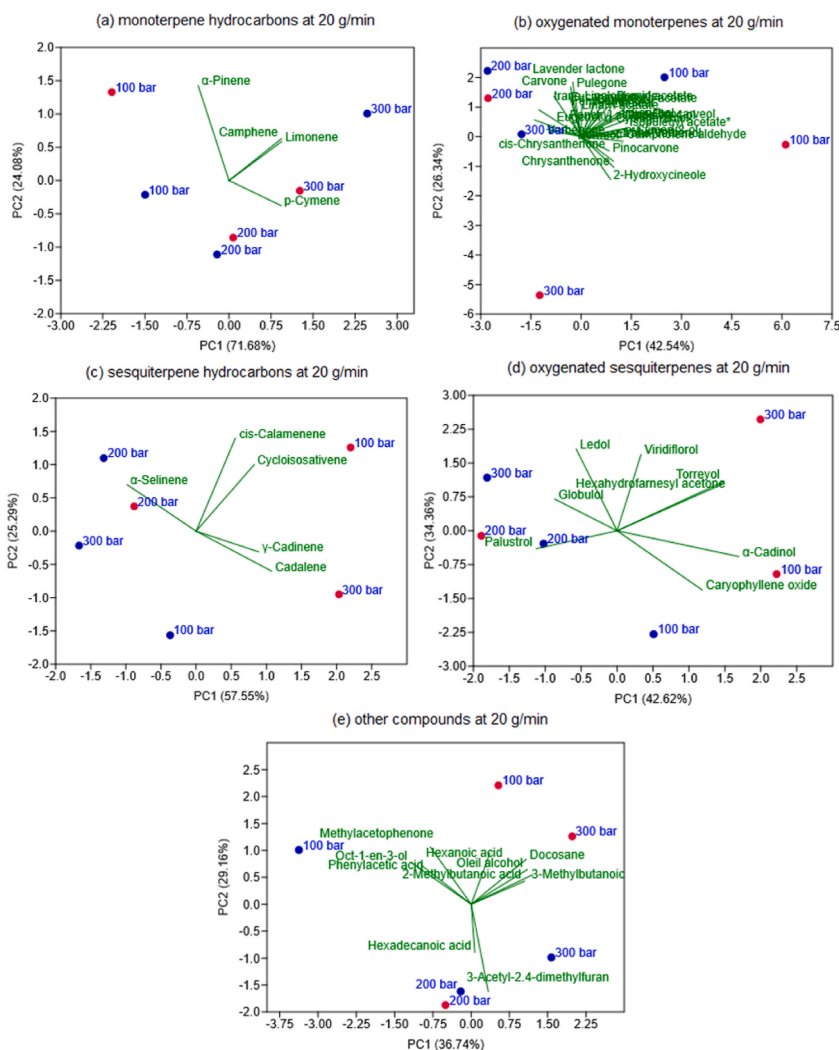 (a) monoterpene hydrocarbons at 20 g/min
2.0
1.5
1.0
0.5
0.0
-0.5
-1.0
-1.5
-2.0
PC2 (24.08%)
100 bar
α-Pinene
300 bar
Camphene
Limonene
300 bar
100 bar
p-Cymene
200 bar
200 bar
-3.00 -2.25 -1.50 -0.75 0.00 0.75 1.50 2.25 3.00
PC1 (71.68%)
(b) oxygenated monoterpenes at 20 g/min
2
1
0
-1
-2
-3
-4
-5
-6
PC2 (26.34%)
200 bar
Lavender lactone
100 bar
Carvone
Pulegone
200 bar
300 bar
100 bar
cis-Chrysanthenone
Pinocarvone
Chrysanthenone
2-Hydroxycineole
300 bar
-3.0 -1.5 0.0 1.5 3.0 4.5 6.0 7.5
PC1 (42.54%)
(c) sesquiterpene hydrocarbons at 20 g/min
2.0
1.5
1.0
0.5
0.0
-0.5
-1.0
-1.5
-2.0
PC2 (25.29%)
cis-Calamenene
100 bar
200 bar
Cycloisosativene
α-Selinene
200 bar
300 bar
γ-Cadinene
Cadalene
300 bar
100 bar
-2.0 -1.5 -1.0 -0.5 0.0 0.5 1.0 1.5 2.0 2.5
PC1 (57.55%)
(d) oxygenated sesquiterpenes at 20 g/min
3.00
2.25
1.50
0.75
0.00
-0.75
-1.50
-2.25
-3.00
PC2 (34.36%)
300 bar
Ledol
Viridiflorol
300 bar
Torreyol
Hexahydrofarnesyl acetone
Globulol
200 bar
200 bar
Palustrol
α-Cadinol
100 bar
Caryophyllene oxide
100 bar
-2.0 -1.5 -1.0 -0.5 0.0 0.5 1.0 1.5 2.0 2.5
PC1 (42.62%)
(e) other compounds at 20 g/min
2.5
2.0
1.5
1.0
0.5
0.0
-0.5
-1.0
-1.5
-2.0
PC2 (29.16%)
100 bar
300 bar
Methylacetophenone
100 bar
Oct-1-en-3-ol
Hexanoic acid
Docosane
Phenylacetic acid
Oleil alcohol
2-Methylbutanoic acid
3-Methylbutanoic
Hexadecanoic acid
300 bar
3-Acetyl-2.4-dimethylfuran
200 bar
200 bar
-3.75 -3.00 -2.25 -1.50 -0.75 0.00 0.75 1.50 2.25
PC1 (36.74%)